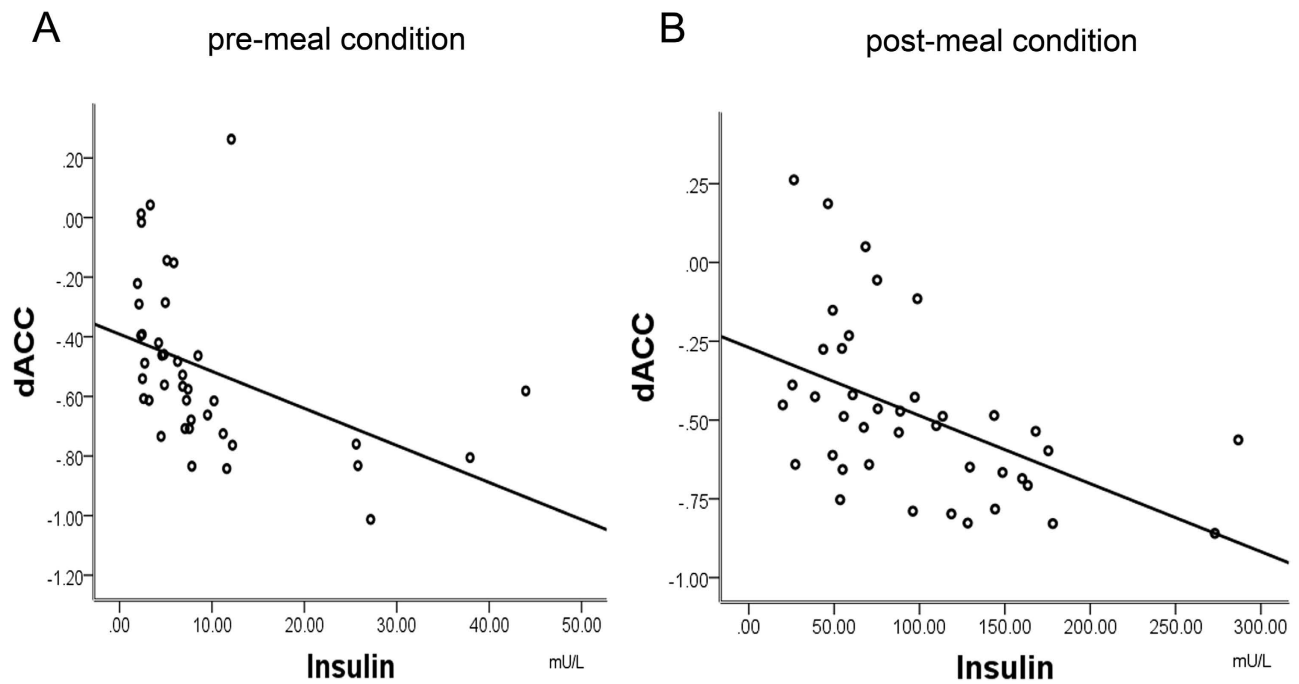 A
pre-meal condition
.20
.00
-.20
-.40
-.60
-.80
-1.00
-1.20
dACC
.00 10.00 20.00 30.00 40.00 50.00
Insulin mU/L
B
post-meal condition
.25
.00
-.25
-.50
-.75
-1.00
dACC
.00 50.00 100.00 150.00 200.00 250.00 300.00
Insulin mU/L